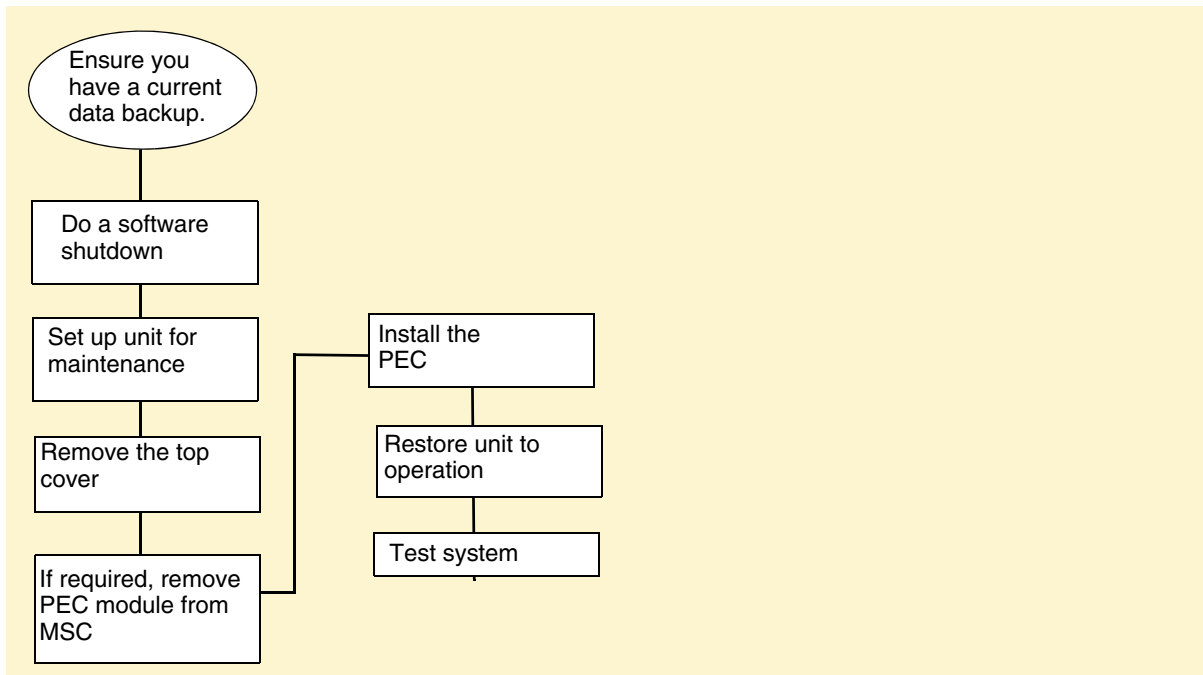 Ensure you
have a current
data backup.
Do a software
shutdown
Set up unit for
maintenance
Remove the top
cover
If required, remove
PEC module from
MSC
Install the
PEC
Restore unit to
operation
Test system